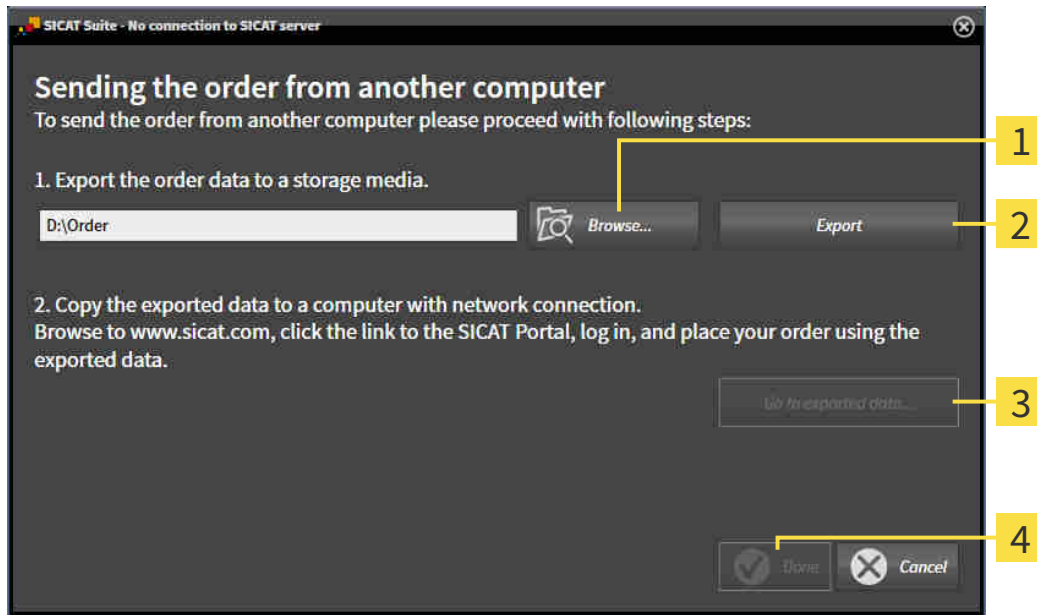 SICAT Suite - No connection to SICAT server
Sending the order from another computer
To send the order from another computer please proceed with following steps:
1
1. Export the order data to a storage media.
D:\Order
Browse...
Export
2
2. Copy the exported data to a computer with network connection.
Browse to www.sicat.com, click the link to the SICAT Portal, log in, and place your order using the
exported data.
Go to exported data...
3
4
Done
Cancel